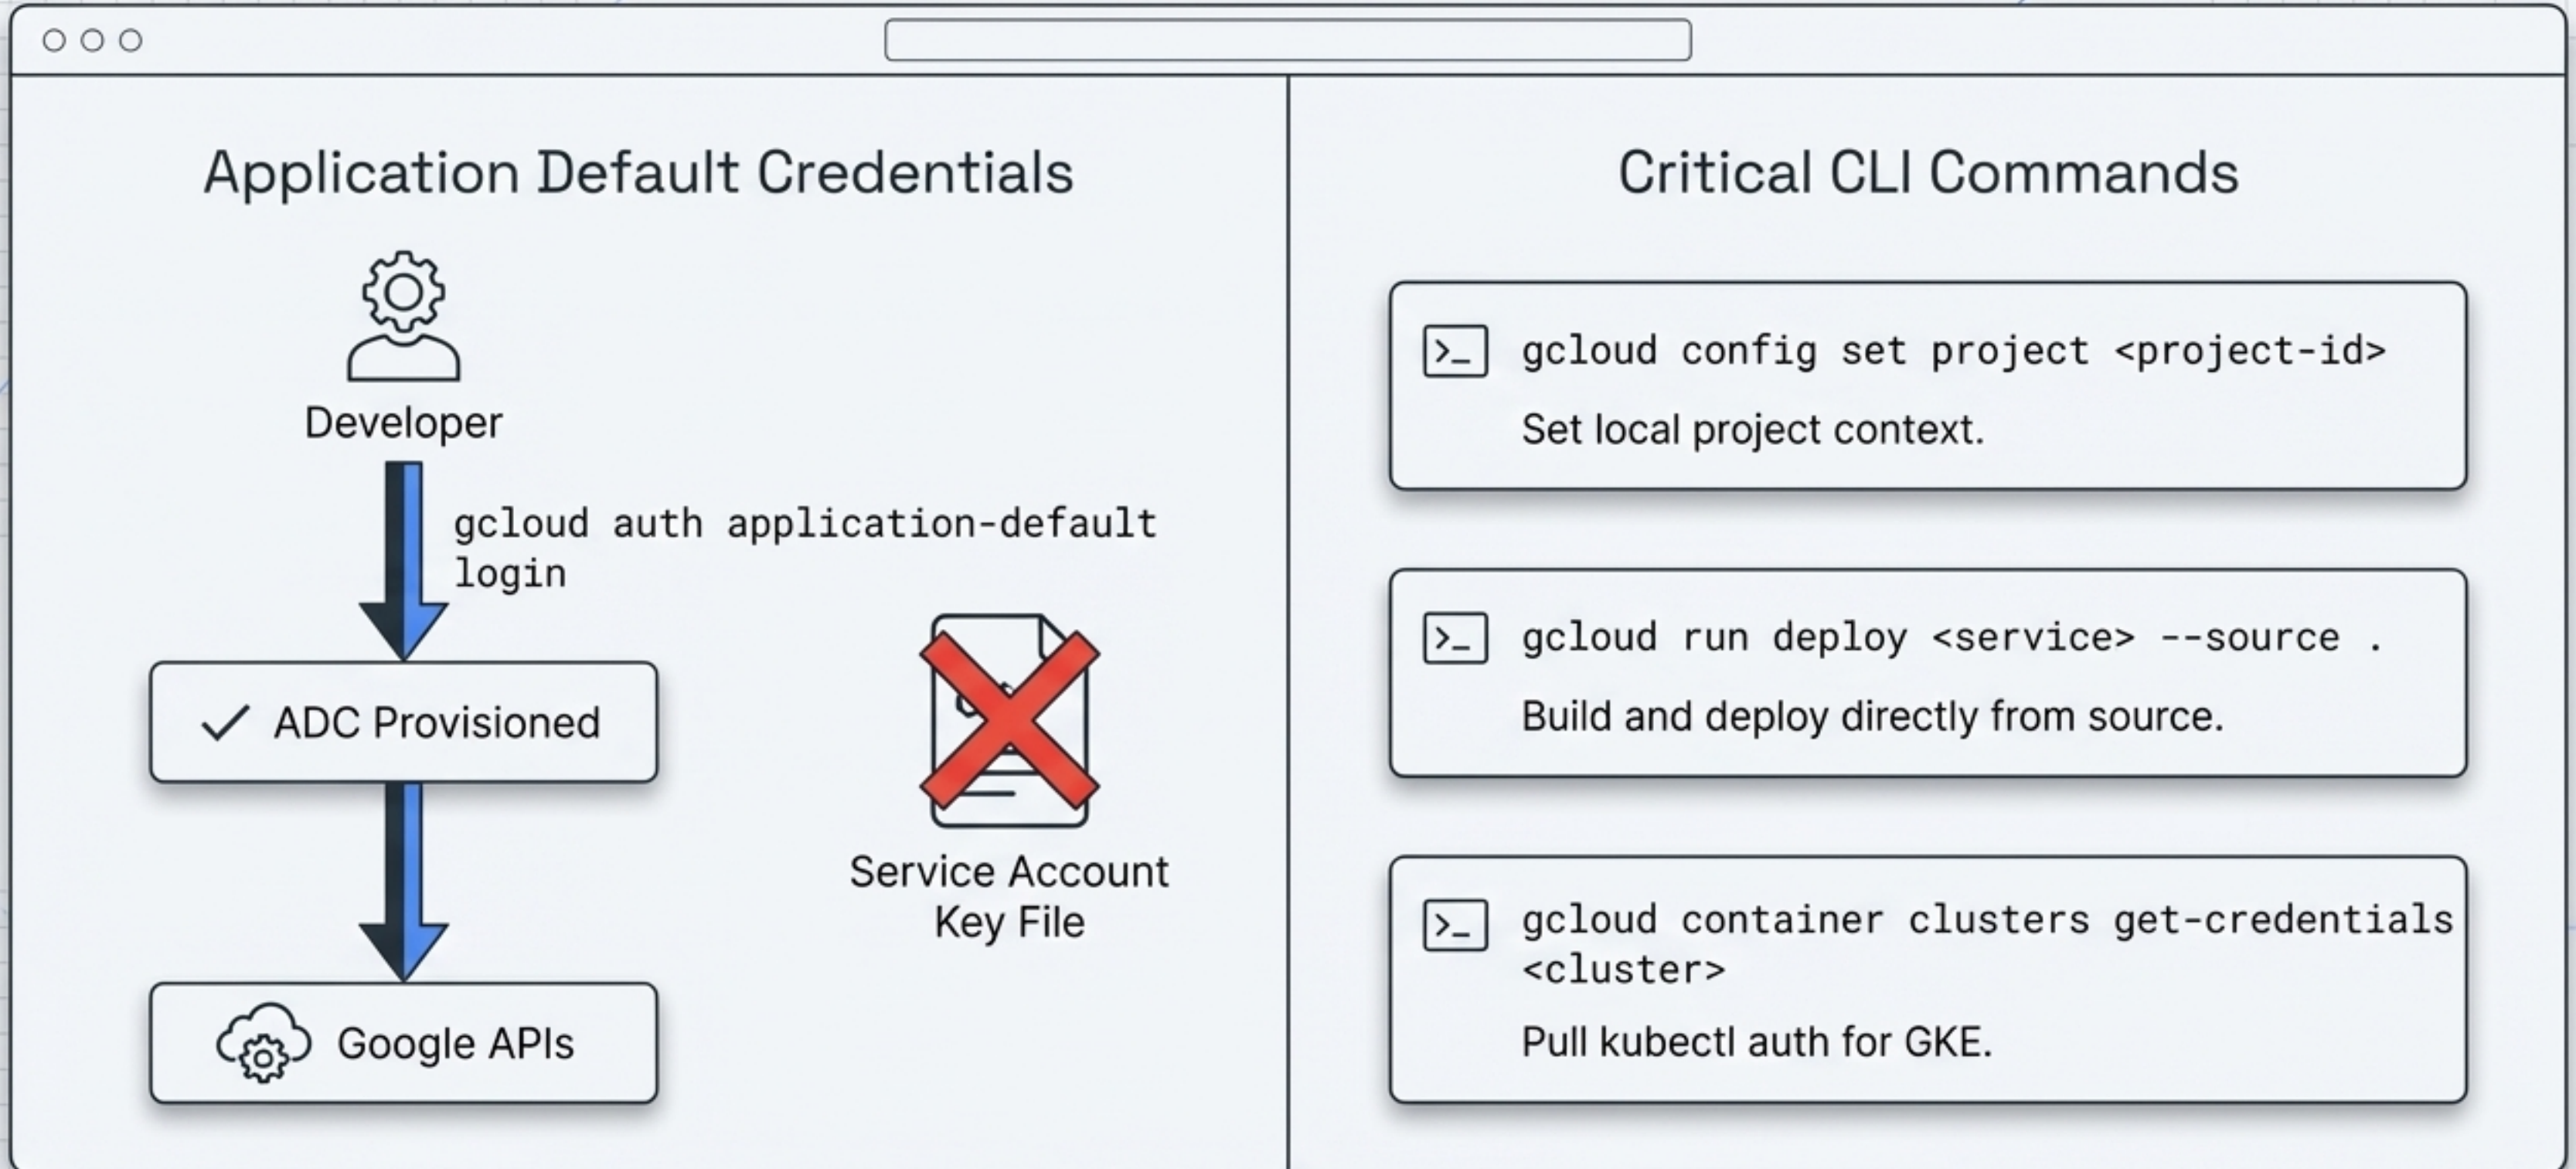 Application Default Credentials
Developer
gcloud auth application-default
login
ADC Provisioned
Service Account
Key File
Google APIs
Critical CLI Commands
>_ gcloud config set project <project-id>
Set local project context.
>_ gcloud run deploy <service> --source .
Build and deploy directly from source.
>_ gcloud container clusters get-credentials
<cluster>
Pull kubectl auth for GKE.